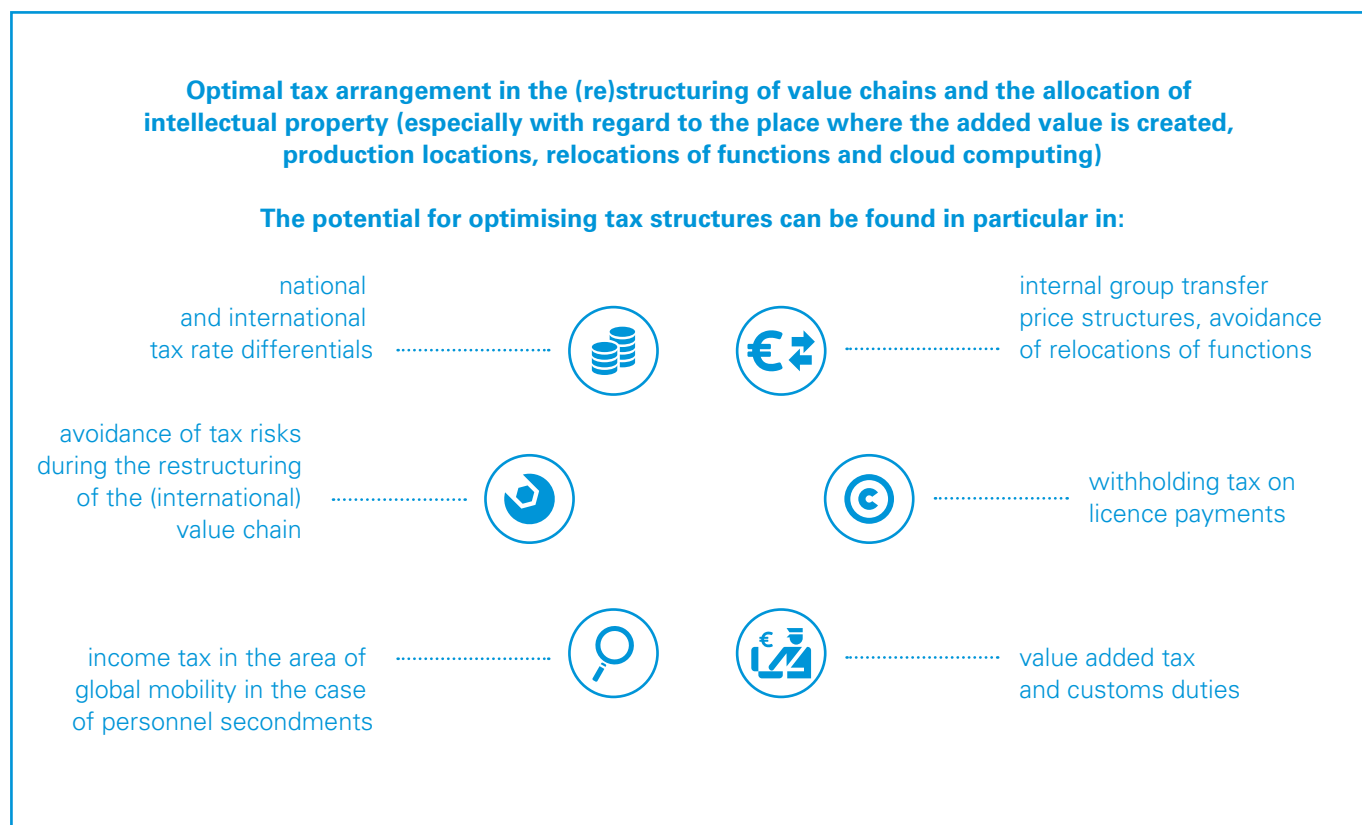 Optimal tax arrangement in the (re)structuring of value chains and the allocation of
intellectual property (especially with regard to the place where the added value is created,
production locations, relocations of functions and cloud computing)
The potential for optimising tax structures can be found in particular in:
national
and international
tax rate differentials
€
internal group transfer
price structures, avoidance
of relocations of functions
avoidance of tax risks
during the restructuring
of the (international)
value chain
©
withholding tax on
licence payments
income tax in the area of
global mobility in the case
of personnel secondments
€
value added tax
and customs duties